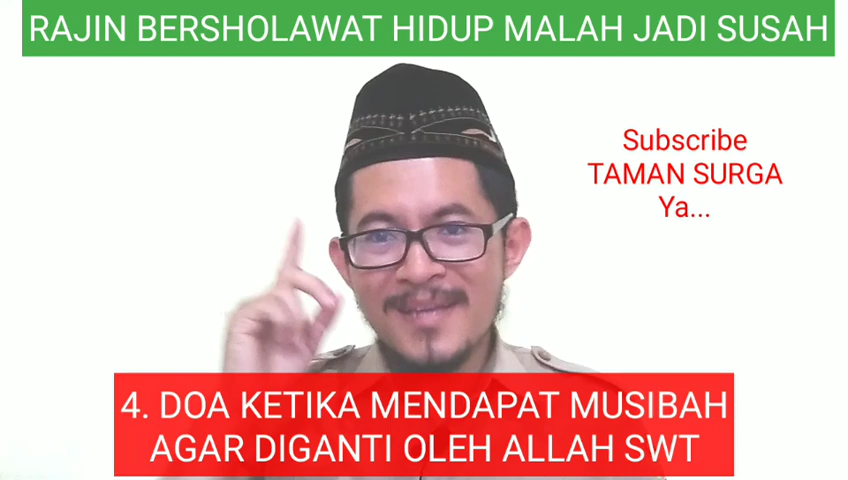 RAJIN BERSHOLAWAT HIDUP MALAH JADI SUSAH
Subscribe
TAMAN SURGA
Ya...
4. DOA KETIKA MENDAPAT MUSIBAH
AGAR DIGANTI OLEH ALLAH SWT